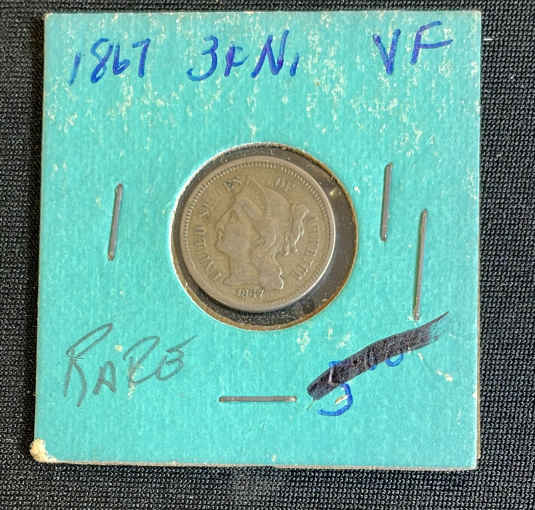 1867 3¢Ni VF
UNITED STATES OF AMERICA
1867
RARE